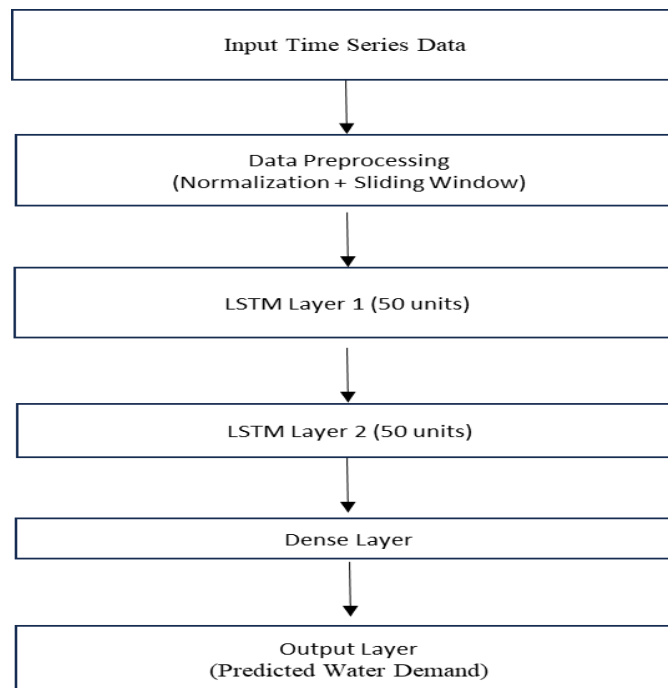 Input Time Series Data
Data Preprocessing
(Normalization + Sliding Window)
LSTM Layer 1 (50 units)
LSTM Layer 2 (50 units)
Dense Layer
Output Layer
(Predicted Water Demand)